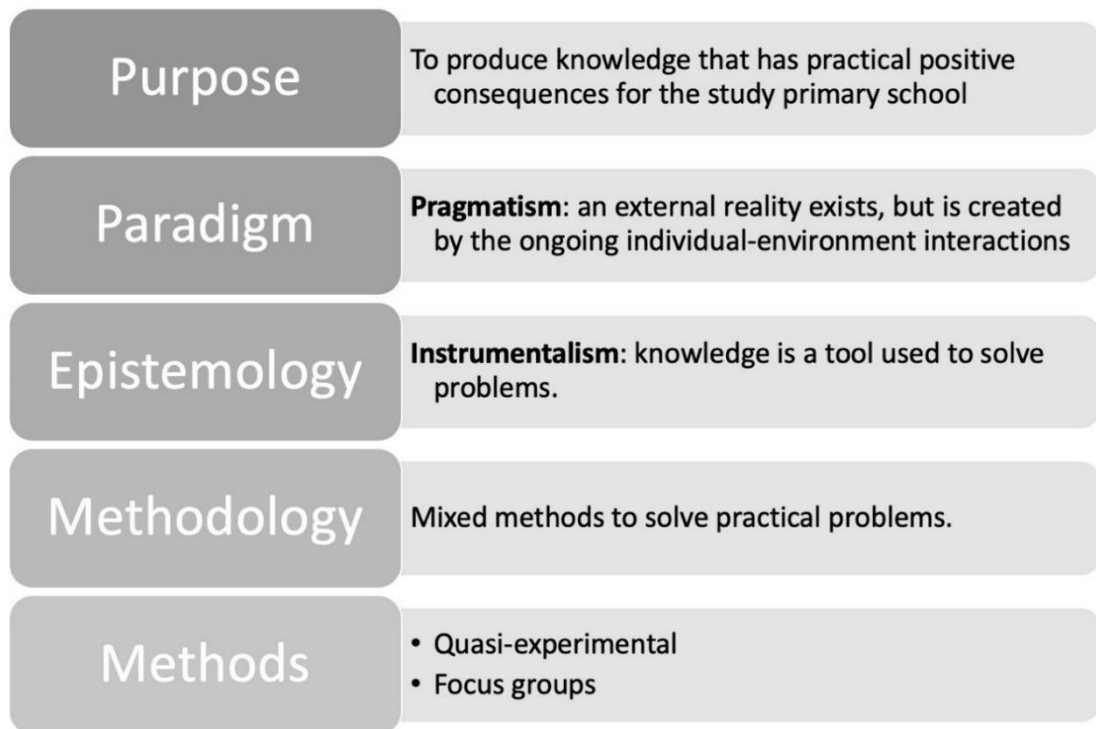 Purpose
To produce knowledge that has practical positive
consequences for the study primary school
Paradigm
Pragmatism: an external reality exists, but is created
by the ongoing individual-environment interactions
Epistemology
Instrumentalism: knowledge is a tool used to solve
problems.
Methodology
Mixed methods to solve practical problems.
Methods
• Quasi-experimental
• Focus groups